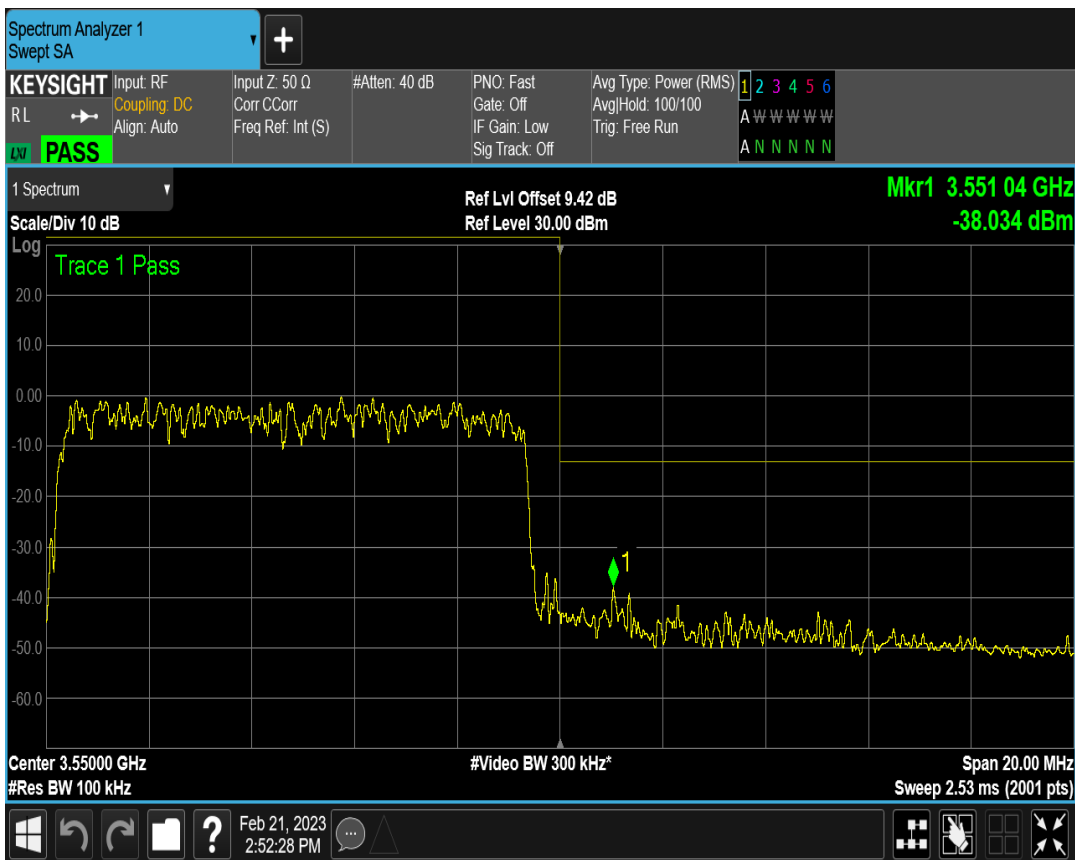 Spectrum Analyzer 1
Swept SA
+
KEYSIGHT Input: RF Input Z: 50 Ω #Atten: 40 dB PNO: Fast Avg Type: Power (RMS) 1 2 3 4 5 6
R L Coupling: DC Corr CCorr Gate: Off Avg|Hold: 100/100 A W W W W W
Align: Auto Freq Ref: Int (S) IF Gain: Low Trig: Free Run
LXI PASS Sig Track: Off A N N N N N
1 Spectrum Ref Lvl Offset 9.42 dB Mkr1 3.551 04 GHz
Scale/Div 10 dB Ref Level 30.00 dBm -38.034 dBm
Log
Trace 1 Pass
20.0
10.0
0.00
-10.0
-20.0
-30.0
1
-40.0
-50.0
-60.0
Center 3.55000 GHz #Video BW 300 kHz* Span 20.00 MHz
#Res BW 100 kHz Sweep 2.53 ms (2001 pts)
? Feb 21, 2023
2:52:28 PM